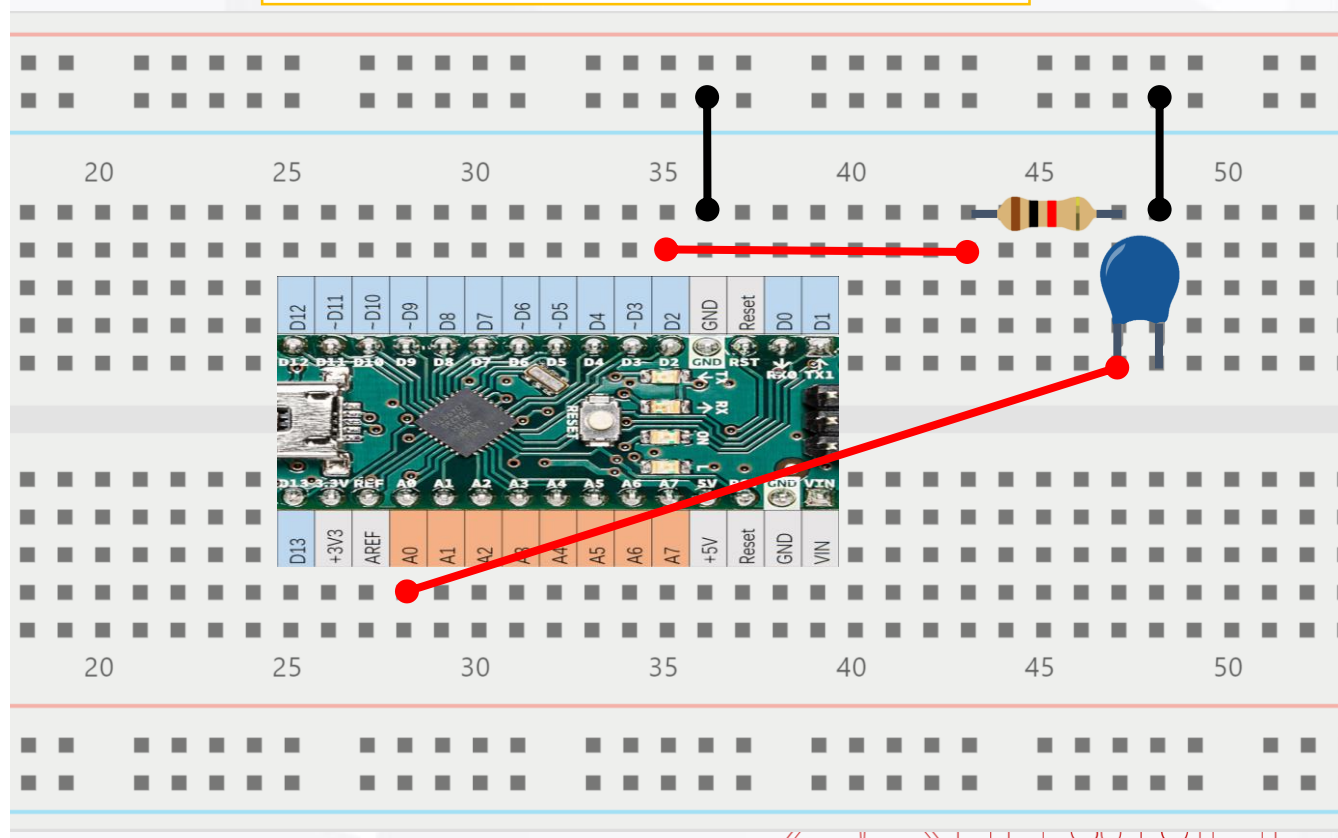 20 25 30 35 40 45 50
D12 ~D11 ~D10 ~D9 D8 D7 ~D6 ~D5 D4 ~D3 D2 GND Reset D0 D1
D12 D11 D10 D9 D8 D7 D6 D5 D4 D3 D2 GND RST RX0 TX1
TX
RX
RESET
ON
L
D13 3.3V REF A0 A1 A2 A3 A4 A5 A6 A7 5V GND VIN
D13 +3V3 AREF A0 A1 A2 A3 A4 A5 A6 A7 +5V Reset GND VIN
20 25 30 35 40 45 50